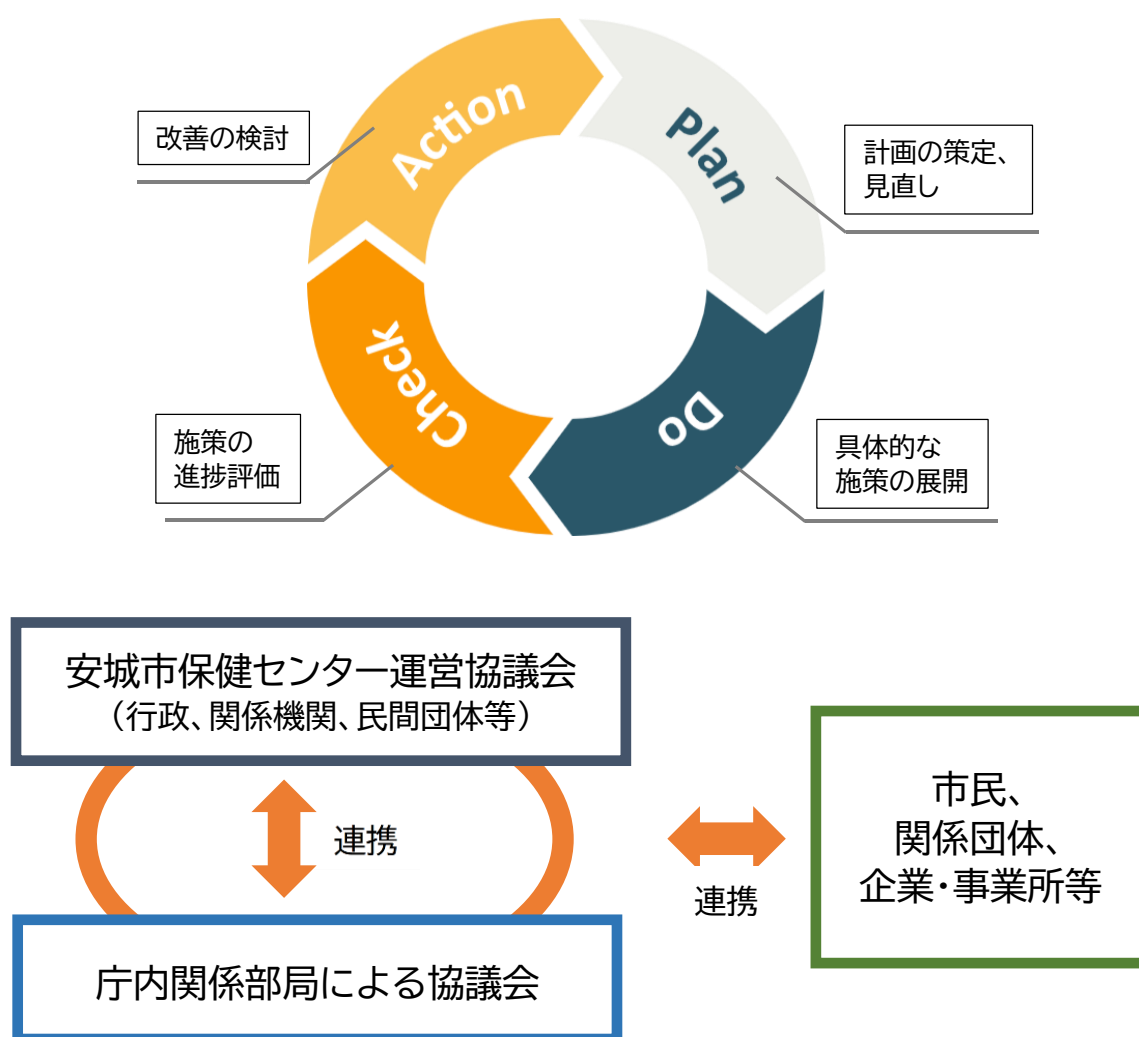 Action
Plan
改善の検討
計画の策定、
見直し
Check
Do
施策の
進捗評価
具体的な
施策の展開
安城市保健センター運営協議会
（行政、関係機関、民間団体等）
連携
庁内関係部局による協議会
連携
市民、
関係団体、
企業・事業所等